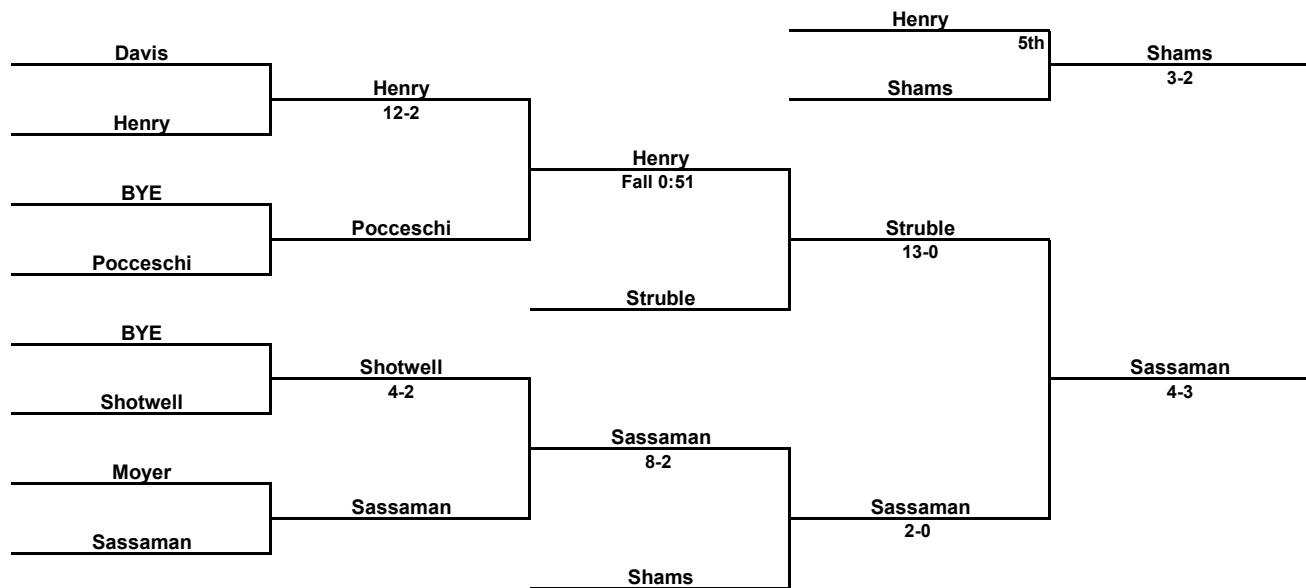 Henry
5th
Davis
Shams
3-2
Henry
12-2
Shams
Henry
Henry
Fall 0:51
BYE
Pocceschi
Struble
13-0
Pocceschi
Struble
BYE
Shotwell
4-2
Sassaman
4-3
Shotwell
Sassaman
8-2
Moyer
Sassaman
Sassaman
2-0
Sassaman
Shams